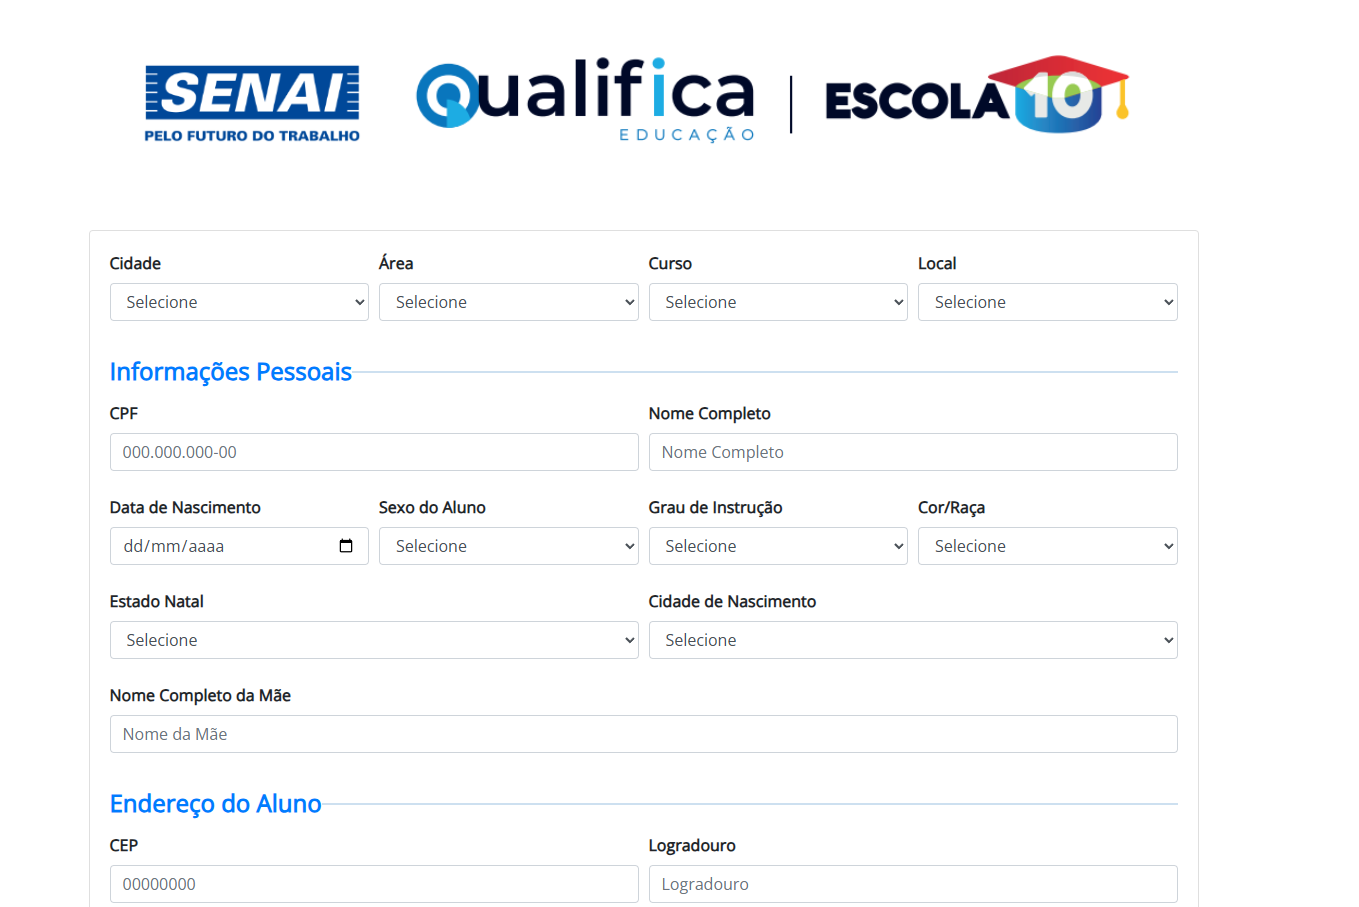 SENAI
PELO FUTURO DO TRABALHO
Qualifica
EDUCAÇÃO
ESCOLA 10
Cidade Área Curso Local
Selecione Selecione Selecione Selecione
Informações Pessoais
CPF Nome Completo
000.000.000-00 Nome Completo
Data de Nascimento Sexo do Aluno Grau de Instrução Cor/Raça
dd/mm/aaaa Selecione Selecione Selecione
Estado Natal Cidade de Nascimento
Selecione Selecione
Nome Completo da Mãe
Nome da Mãe
Endereço do Aluno
CEP Logradouro
00000000 Logradouro